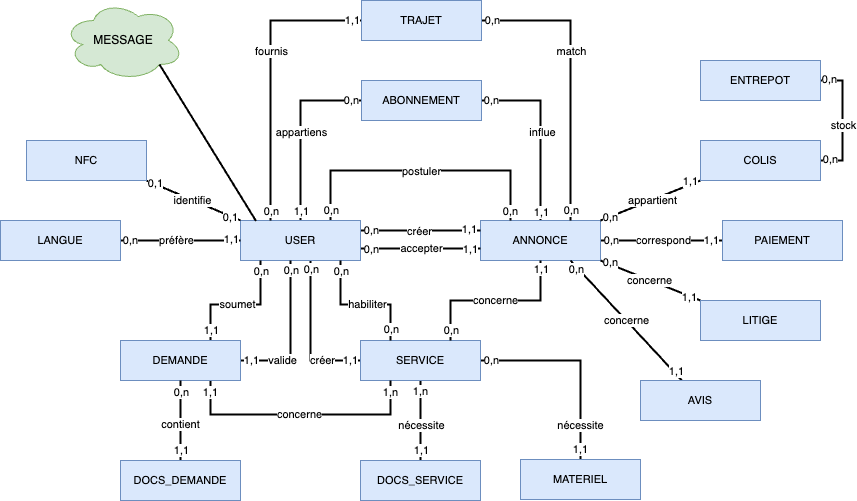 1,1 TRAJET 0,n
MESSAGE
fournis match
ENTREPOT 0,n
0,n ABONNEMENT 0,n
appartiens influe
stock
NFC
COLIS 0,n
postuler
0,1 1,1
identifie appartient
0,1 0,n 1,1 0,n 0,n 1,1 0,n 0,n
LANGUE 0,n préfère 1,1 USER 0,n créer 1,1 ANNONCE 0,n correspond 1,1 PAIEMENT
0,n accepter 1,1
0,n 0,n 0,n 0,n 1,1 0,n 0,n
concerne
1,1
soumet habiliter concerne
concerne LITIGE
1,1 0,n 0,n
DEMANDE 1,1 valide créer 1,1 SERVICE 0,n
1,1
0,n 1,1 1,n 1,n
AVIS
concerne
contient nécessite nécessite
1,1 1,1 1,1
DOCS_DEMANDE DOCS_SERVICE MATERIEL